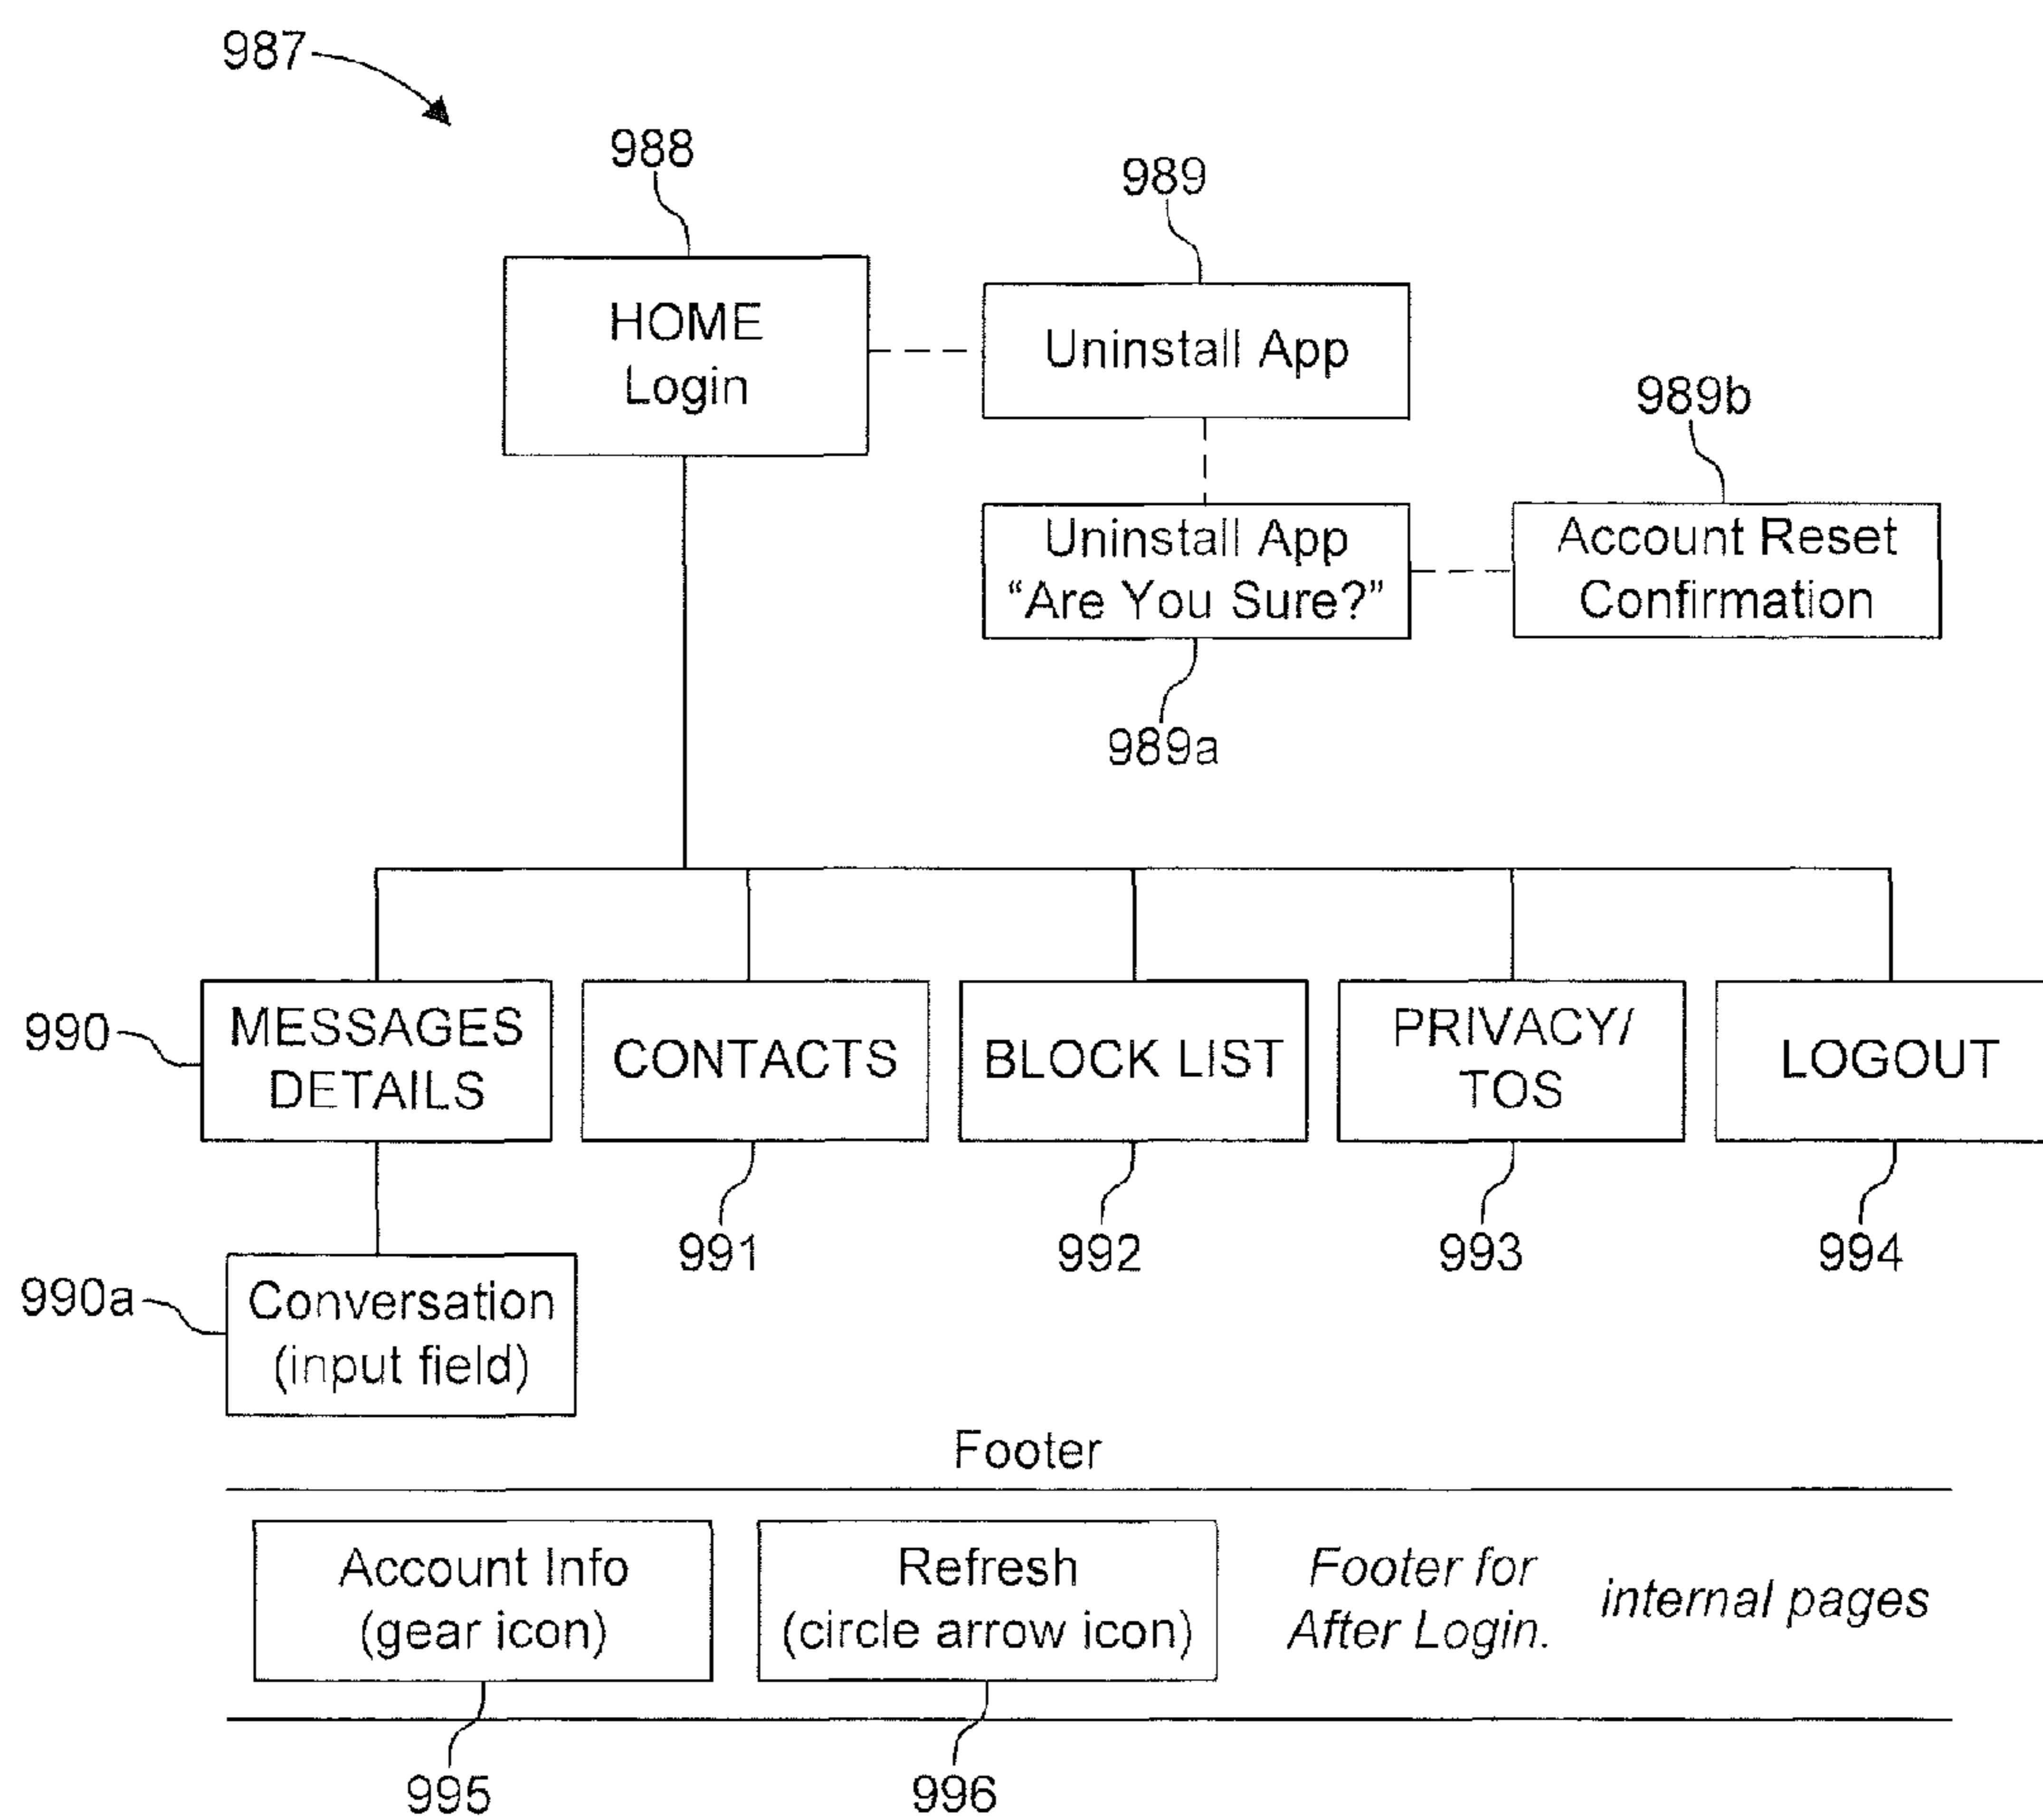 987
988
989
HOME
Login
Uninstall App
989b
Uninstall App
“Are You Sure?”
Account Reset
Confirmation
989a
990
MESSAGES
DETAILS
CONTACTS
BLOCK LIST
PRIVACY/
TOS
LOGOUT
991
992
993
994
990a
Conversation
(input field)
Footer
Account Info
(gear icon)
Refresh
(circle arrow icon)
Footer for
After Login.
internal pages
995
996